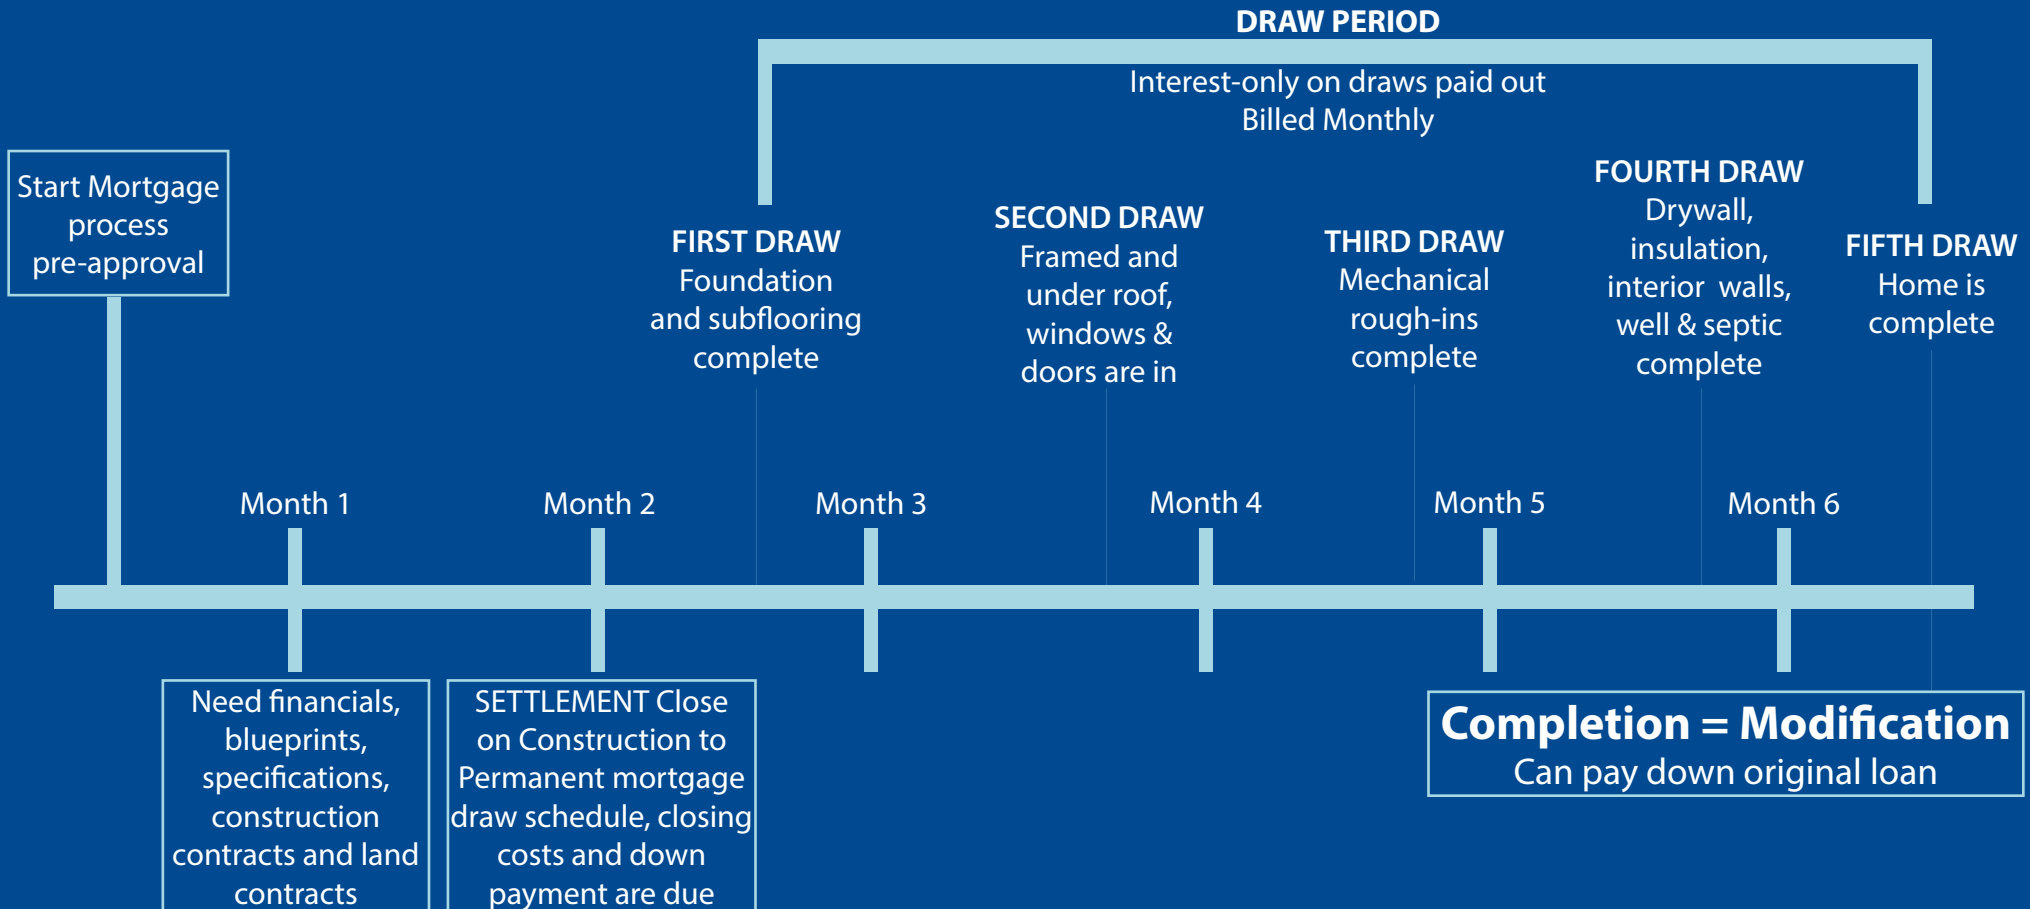 DRAW PERIOD
Interest-only on draws paid out
Billed Monthly
Start Mortgage
process
pre-approval
FIRST DRAW
Foundation
and subflooring
complete
SECOND DRAW
Framed and
under roof,
windows &
doors are in
THIRD DRAW
Mechanical
rough-ins
complete
FOURTH DRAW
Drywall,
insulation,
interior walls,
well & septic
complete
FIFTH DRAW
Home is
complete
Month 1
Month 2
Month 3
Month 4
Month 5
Month 6
Need financials,
blueprints,
specifications,
construction
contracts and land
contracts
SETTLEMENT Close
on Construction to
Permanent mortgage
draw schedule, closing
costs and down
payment are due
Completion = Modification
Can pay down original loan